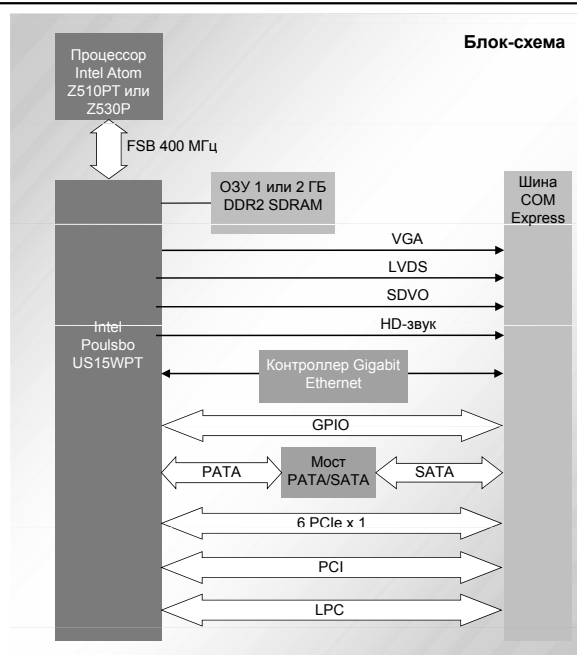 Блок-схема
Процессор
Intel Atom
Z510PT или
Z530P
FSB 400 МГц
ОЗУ 1 или 2 ГБ
DDR2 SDRAM
Шина
COM
Express
VGA
LVDS
SDVO
HD-звук
Intel
Poulsbo
US15WPT
Контроллер Gigabit
Ethernet
GPIO
PATA
Мост
PATA/SATA
SATA
6 PCIe x 1
PCI
LPC